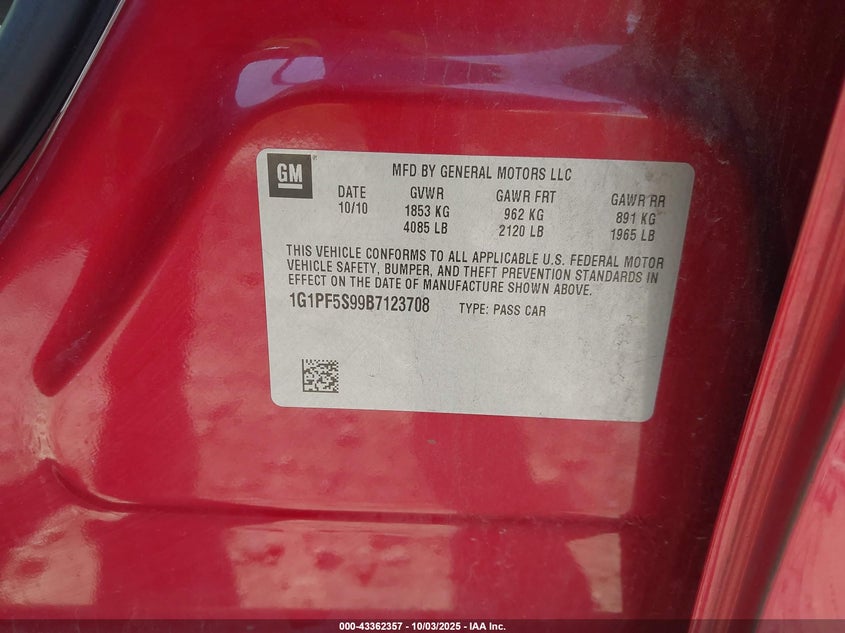 GM
MFD BY GENERAL MOTORS LLC
DATE GVWR GAWR FRT GAWR RR
10/10 1853 KG 962 KG 891 KG
4085 LB 2120 LB 1965 LB
THIS VEHICLE CONFORMS TO ALL APPLICABLE U.S. FEDERAL MOTOR
VEHICLE SAFETY, BUMPER, AND THEFT PREVENTION STANDARDS IN
EFFECT ON THE DATE OF MANUFACTURE SHOWN ABOVE.
1G1PF5S99B7123708 TYPE: PASS CAR
000-43362357 - 10/03/2025 - IAA Inc.